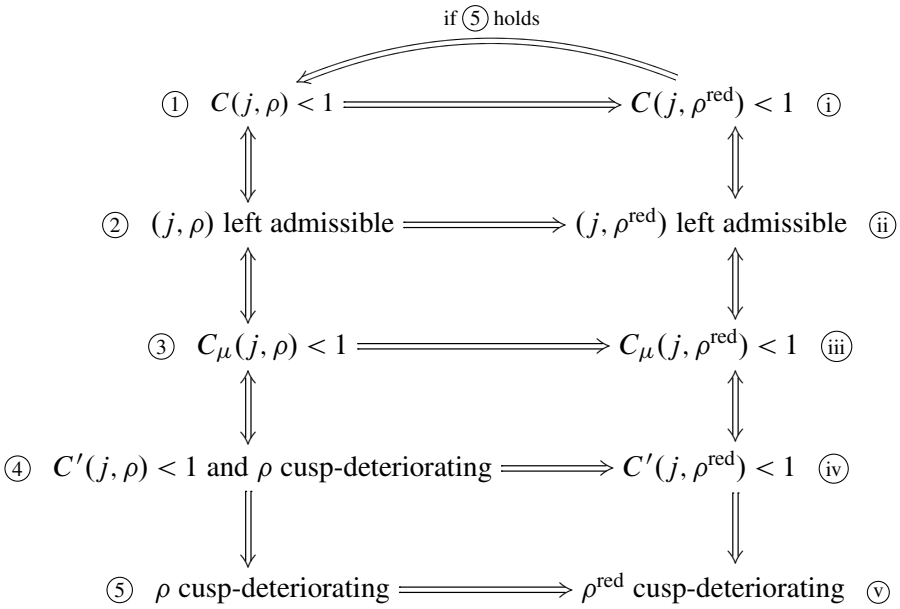 if ⑤ holds
① C(j, ρ) < 1 ⟹ C(j, ρ^red) < 1 ⓘ
② (j, ρ) left admissible ⟹ (j, ρ^red) left admissible ⓘⓘ
③ C_μ(j, ρ) < 1 ⟹ C_μ(j, ρ^red) < 1 ⓘⓘⓘ
④ C′(j, ρ) < 1 and ρ cusp-deteriorating ⟹ C′(j, ρ^red) < 1 ⓘⓥ
⑤ ρ cusp-deteriorating ⟹ ρ^red cusp-deteriorating ⓥ